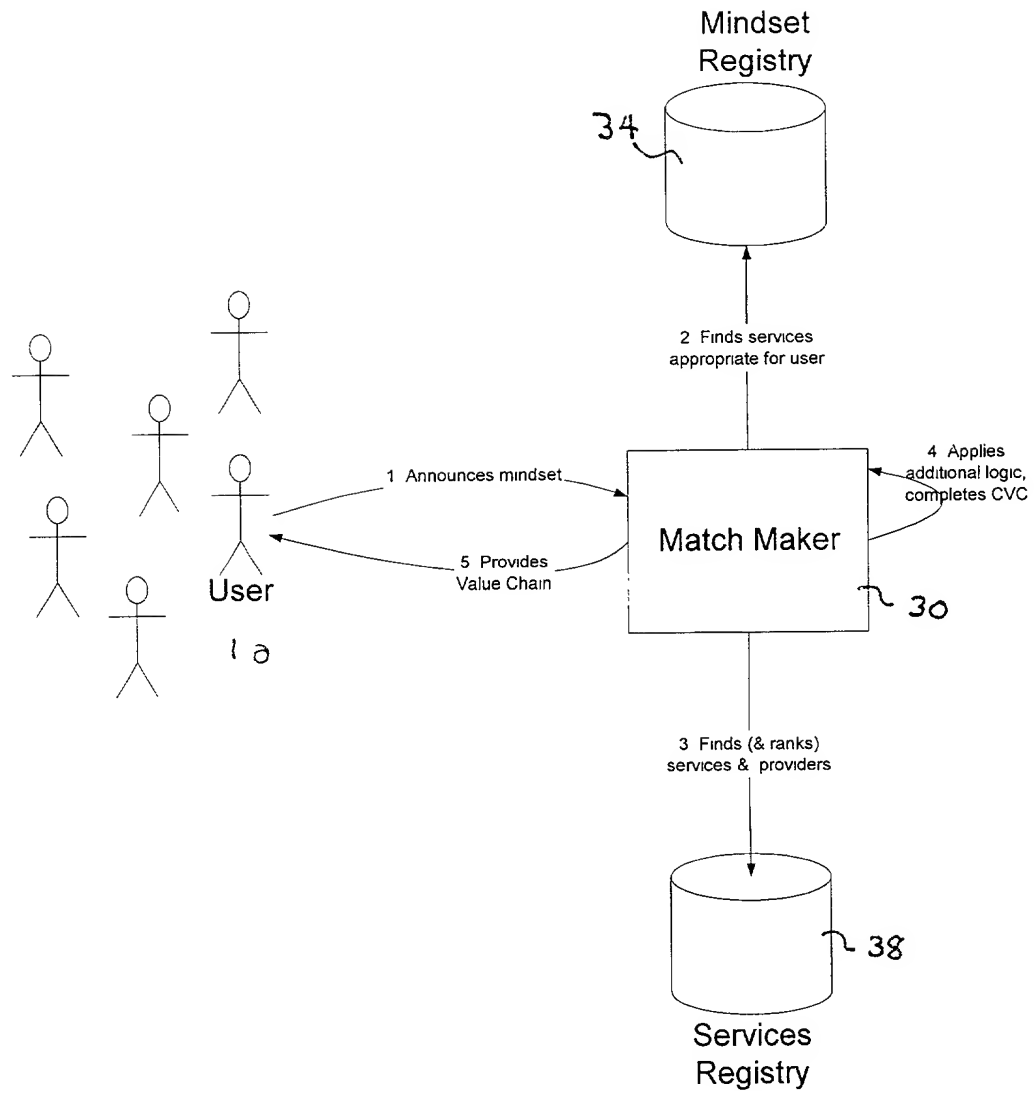 Mindset
Registry
34
2 Finds services
appropriate for user
1 Announces mindset
4 Applies
additional logic,
completes CVC
Match Maker
5 Provides
Value Chain
User
30
1a
3 Finds (& ranks)
services & providers
38
Services
Registry